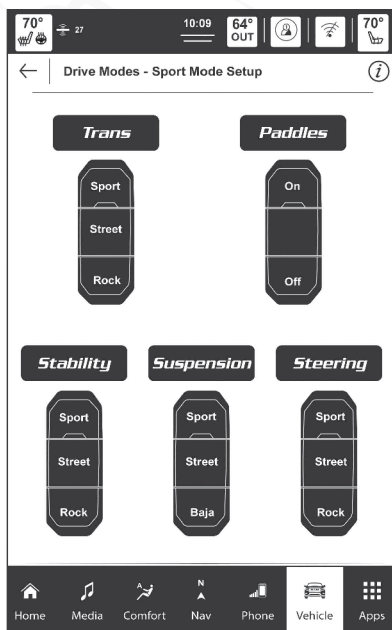 70° 27 10:09 64° 70°
OUT
Drive Modes - Sport Mode Setup i
Trans Paddles
Sport On
Street
Rock Off
Stability Suspension Steering
Sport Sport Sport
Street Street Street
Rock Baja Rock
A N
Home Media Comfort Nav Phone Vehicle Apps